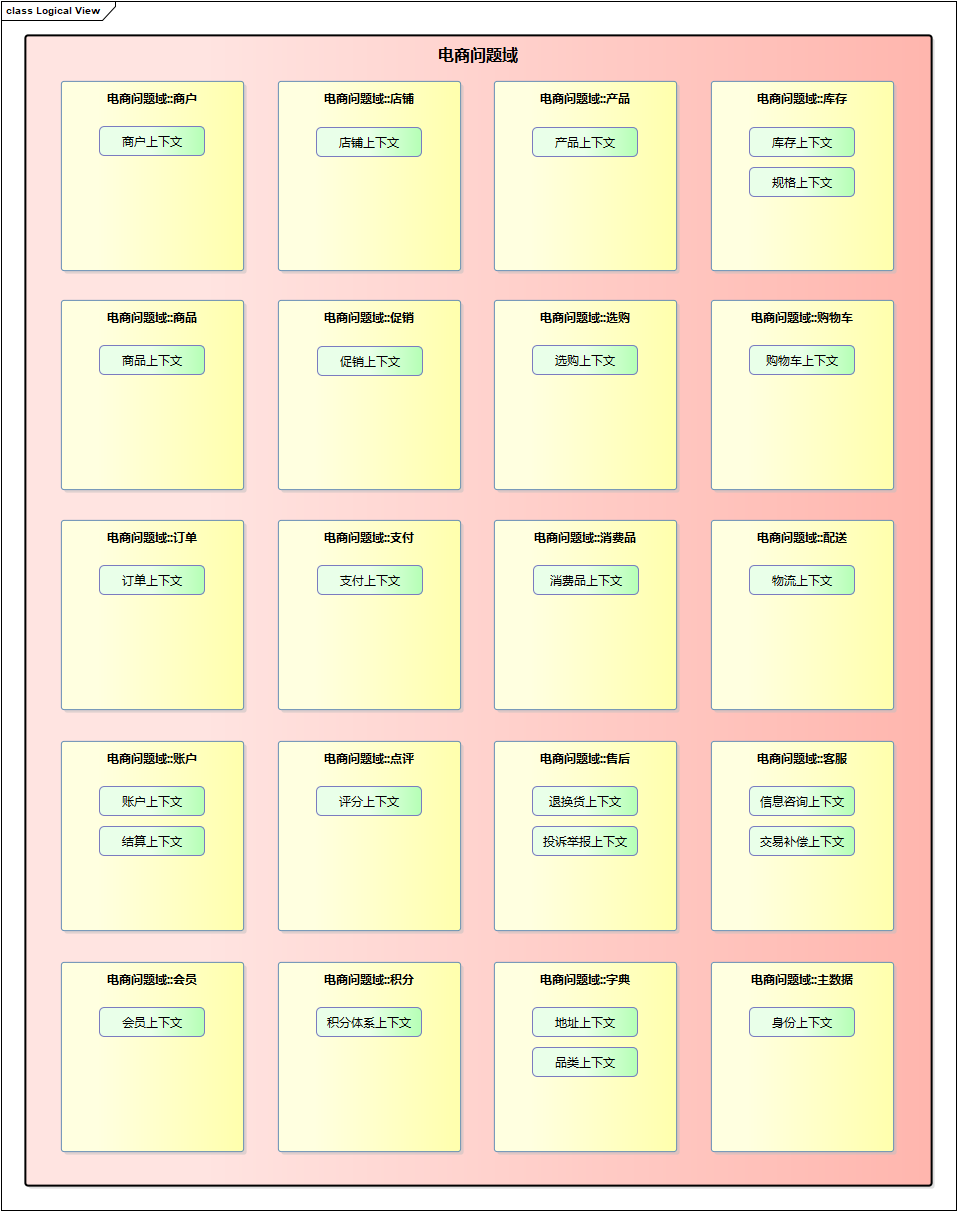 class Logical View
电商问题域
电商问题域::商户
商户上下文
电商问题域::店铺
店铺上下文
电商问题域::产品
产品上下文
电商问题域::库存
库存上下文
规格上下文
电商问题域::商品
商品上下文
电商问题域::促销
促销上下文
电商问题域::选购
选购上下文
电商问题域::购物车
购物车上下文
电商问题域::订单
订单上下文
电商问题域::支付
支付上下文
电商问题域::消费品
消费品上下文
电商问题域::配送
物流上下文
电商问题域::账户
账户上下文
结算上下文
电商问题域::点评
评分上下文
电商问题域::售后
退换货上下文
投诉举报上下文
电商问题域::客服
信息咨询上下文
交易补偿上下文
电商问题域::会员
会员上下文
电商问题域::积分
积分体系上下文
电商问题域::字典
地址上下文
品类上下文
电商问题域::主数据
身份上下文